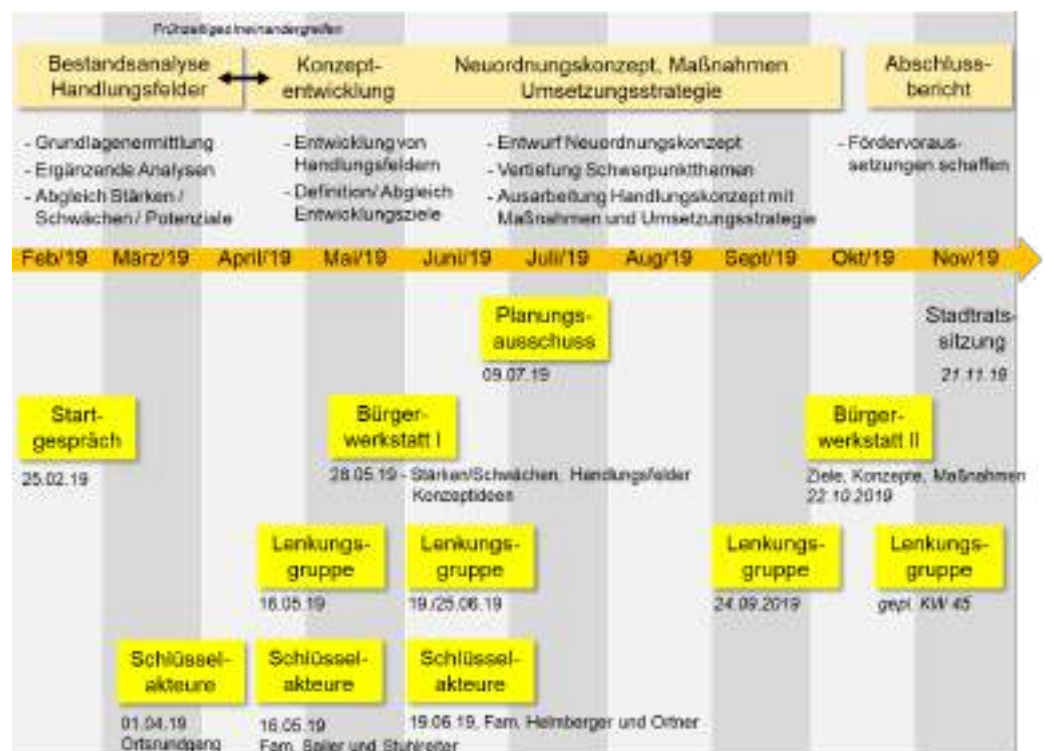 Frühzeitiges Ineinandergreifen
Bestandsanalyse
Handlungsfelder
Konzept-
entwicklung
Neuordnungskonzept, Maßnahmen
Umsetzungsstrategie
Abschluss-
bericht
- Grundlagenermittlung
- Ergänzende Analysen
- Abgleich Stärken /
Schwächen / Potenziale
- Entwicklung von
Handlungsfeldern
- Definition/ Abgleich
Entwicklungsziele
- Entwurf Neuordnungskonzept
- Vertiefung Schwerpunktthemen
- Ausarbeitung Handlungskonzept mit
Maßnahmen und Umsetzungsstrategie
- Fördervoraus-
setzungen schaffen
Feb/19 März/19 April/19 Mai/19 Juni/19 Juli/19 Aug/19 Sept/19 Okt/19 Nov/19
Planungs-
ausschuss
09.07.19
Stadtrats-
sitzung
21.11.19
Start-
gespräch
25.02.19
Bürger-
werkstatt I
28.05.19 - Stärken/Schwächen, Handlungsfelder
Konzeptideen
Bürger-
werkstatt II
Ziele, Konzepte, Maßnahmen
22.10.2019
Lenkungs-
gruppe
16.05.19
Lenkungs-
gruppe
19./25.06.19
Lenkungs-
gruppe
24.09.2019
Lenkungs-
gruppe
gepl. KW 45
Schlüssel-
akteure
01.04.19
Ortsrundgang
Schlüssel-
akteure
16.05.19
Fam. Sailer und Stuhlreiter
Schlüssel-
akteure
19.06.19, Fam. Helmberger und Ortner